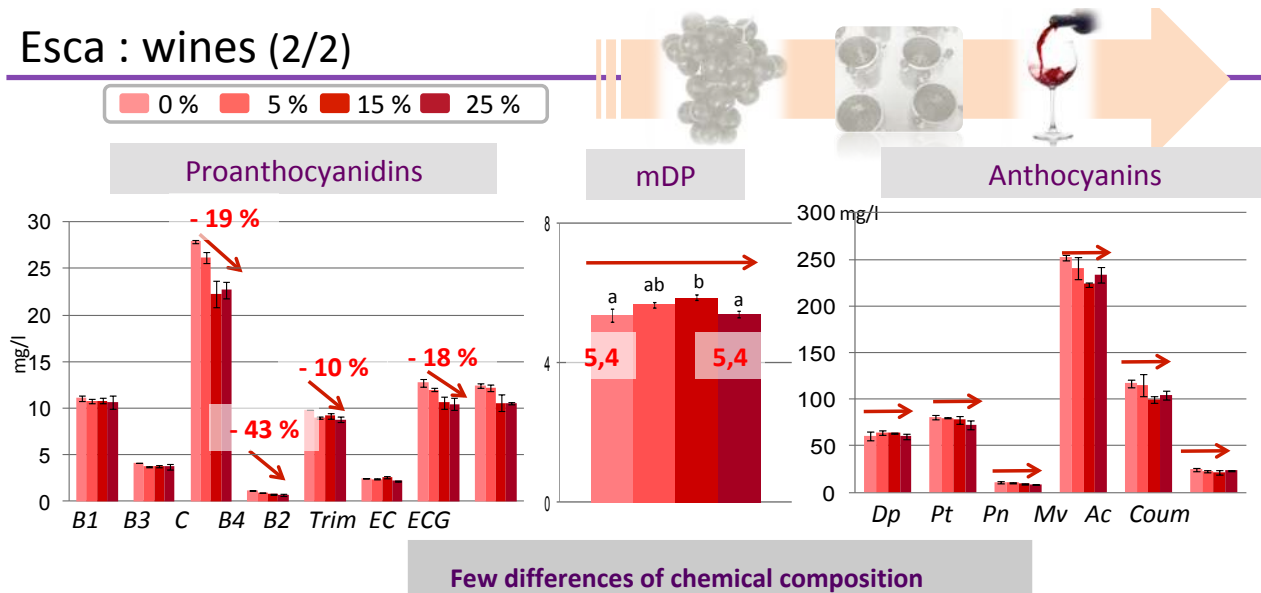 Esca : wines (2/2)
0 % 5 % 15 % 25 %
Proanthocyanidins
mg/l
30
25
20
15
10
5
0
- 19 %
- 43 %
- 10 %
- 18 %
B1 B3 C B4 B2 Trim EC ECG
mDP
8
4
0
a ab b a
5,4 5,4
Anthocyanins
300 mg/l
250
200
150
100
50
0
Dp Pt Pn Mv Ac Coum
Few differences of chemical composition